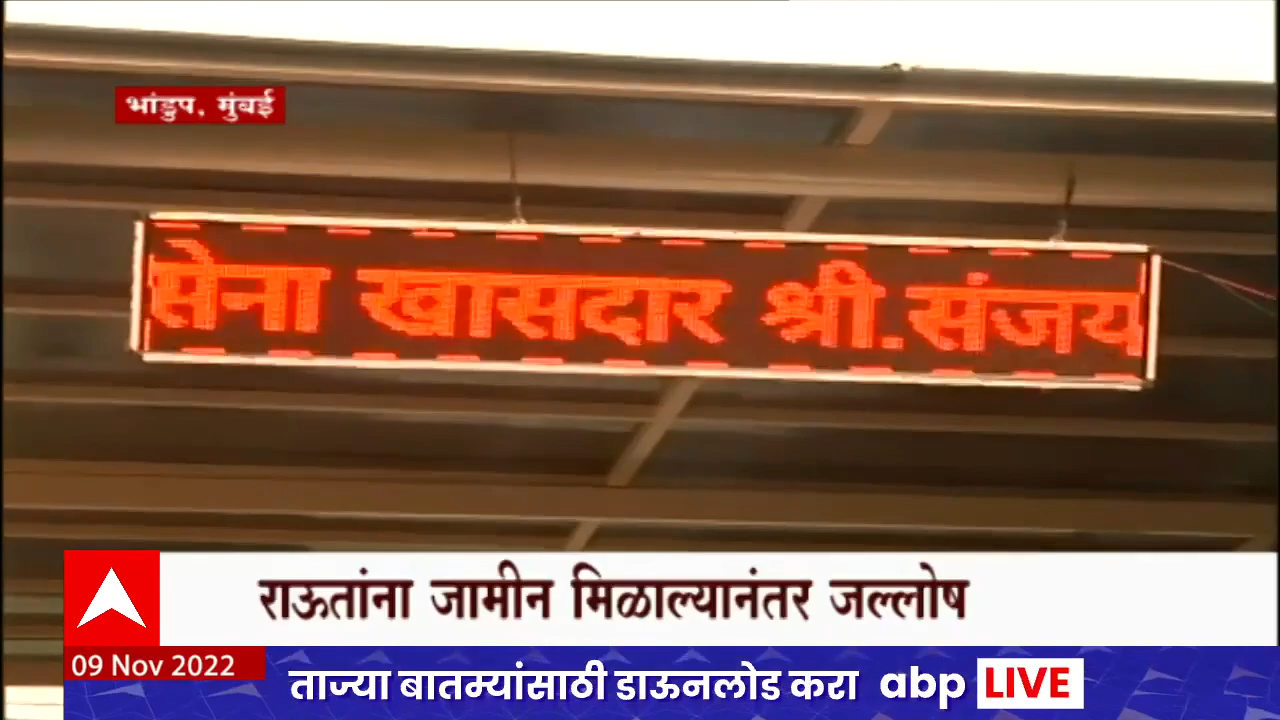 भांडुप, मुंबई
सेना खासदार श्री.संजय
राऊतांना जामीन मिळाल्यानंतर जल्लोष
09 Nov 2022
ताज्या बातम्यांसाठी डाऊनलोड करा abp LIVE